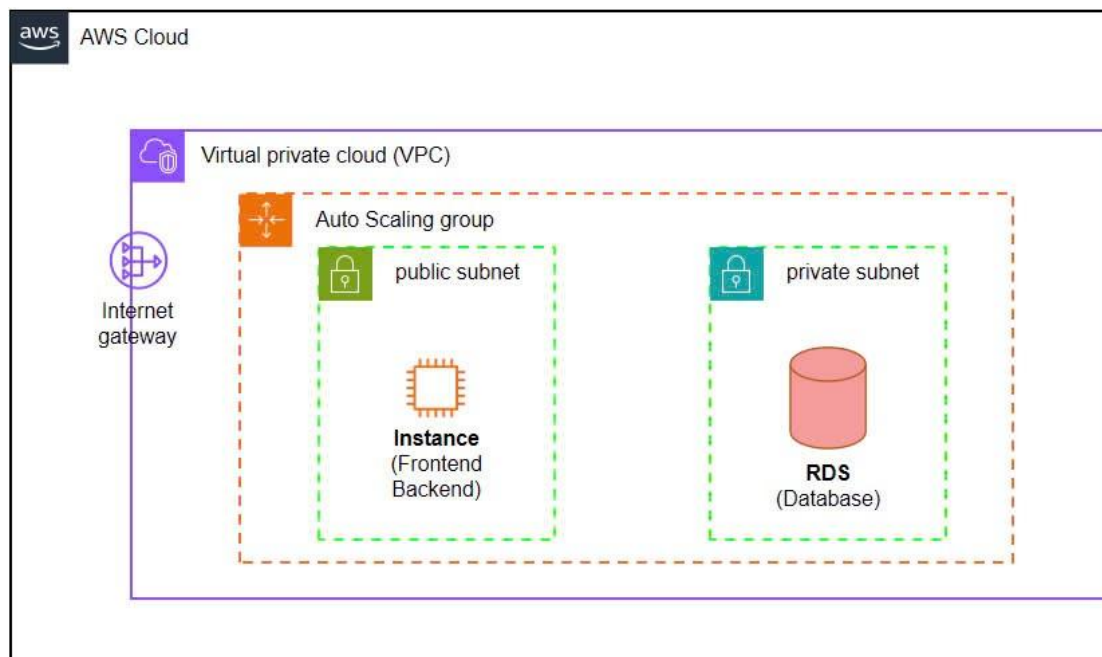 aws
AWS Cloud
Virtual private cloud (VPC)
Auto Scaling group
public subnet
private subnet
Internet
gateway
Instance
(Frontend
Backend)
RDS
(Database)